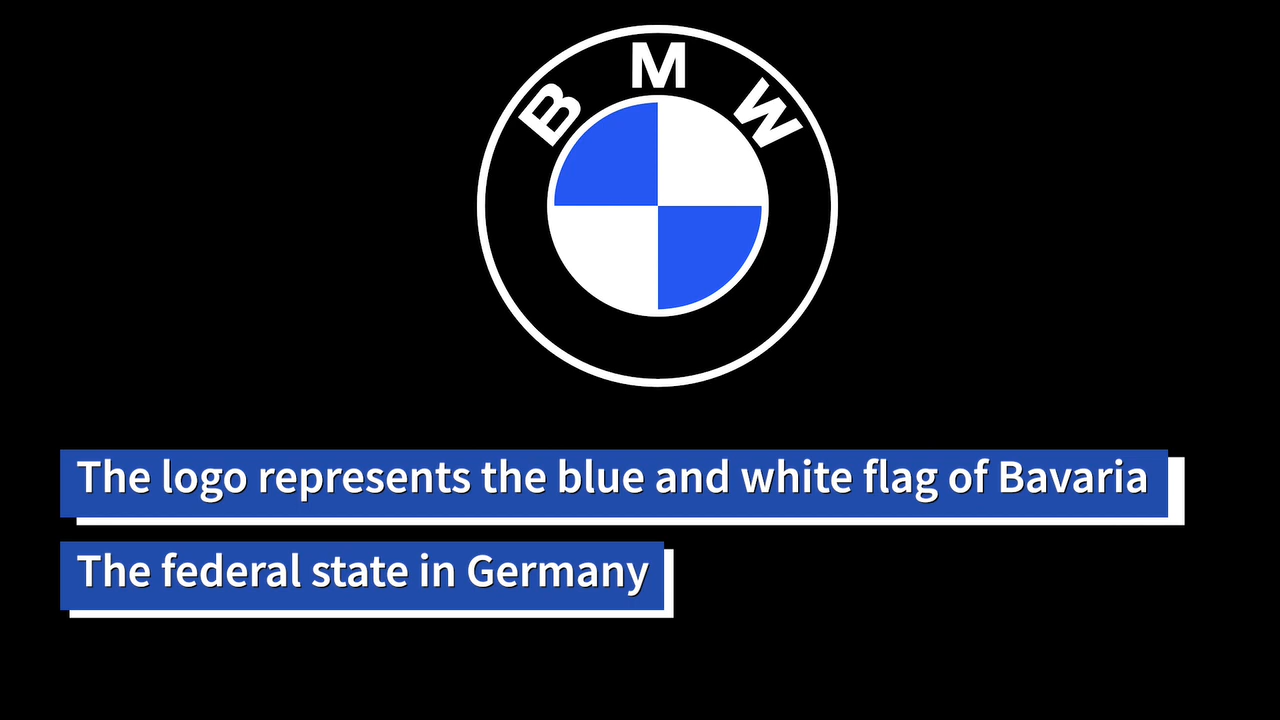 BMW
The logo represents the blue and white flag of Bavaria
The federal state in Germany